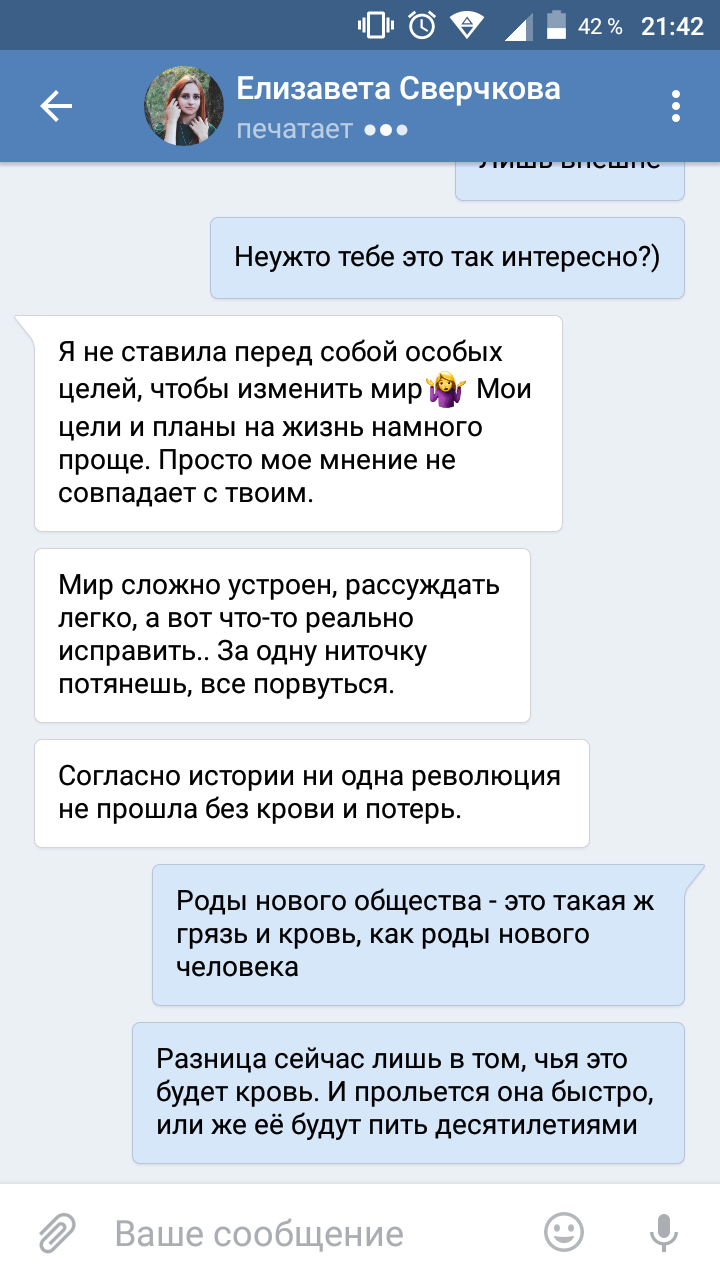 42 % 21:42
Елизавета Сверчкова
печатает
Лишь внешне
Неужто тебе это так интересно?)
Я не ставила перед собой особых
целей, чтобы изменить мир🤷‍♀️ Мои
цели и планы на жизнь намного
проще. Просто мое мнение не
совпадает с твоим.
Мир сложно устроен, рассуждать
легко, а вот что-то реально
исправить.. За одну ниточку
потянешь, все порвуться.
Согласно истории ни одна революция
не прошла без крови и потерь.
Роды нового общества - это такая ж
грязь и кровь, как роды нового
человека
Разница сейчас лишь в том, чья это
будет кровь. И прольется она быстро,
или же её будут пить десятилетиями
Ваше сообщение